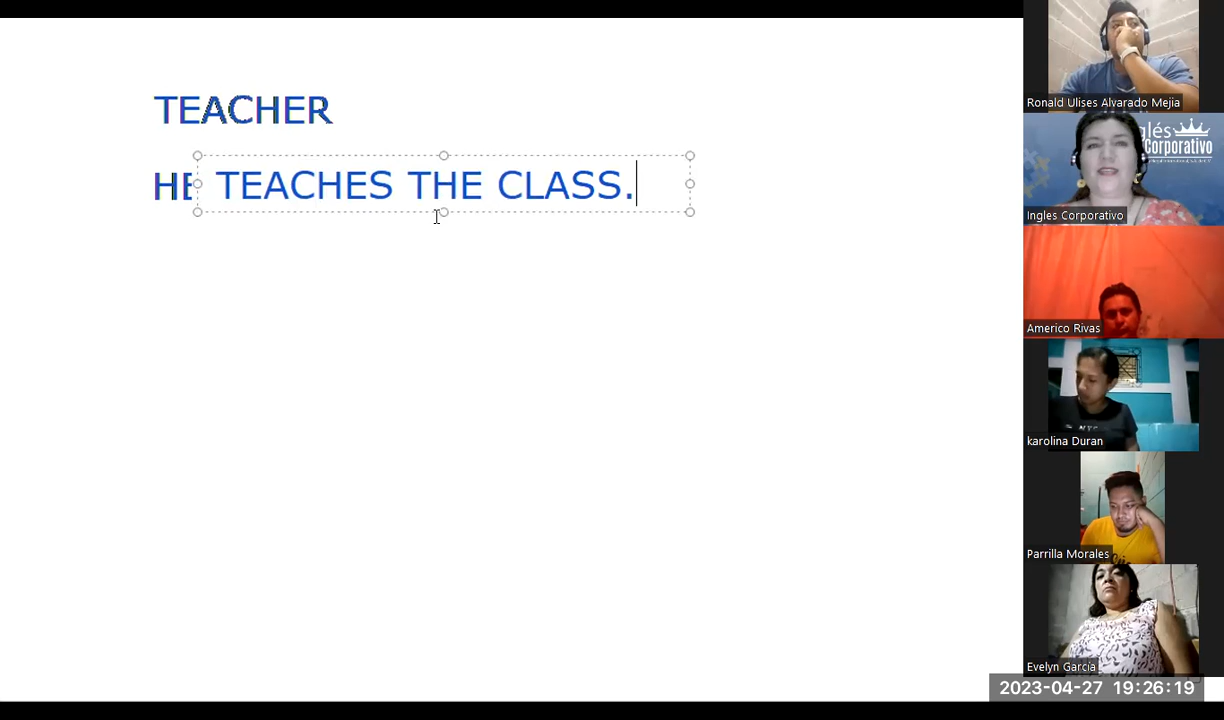 TEACHER
HE TEACHES THE CLASS.
Ronald Ulises Alvarado Mejia
glés
Corporativo
Ingles Corporativo
Americo Rivas
karolina Duran
Parrilla Morales
Evelyn García
2023-04-27 19:26:19